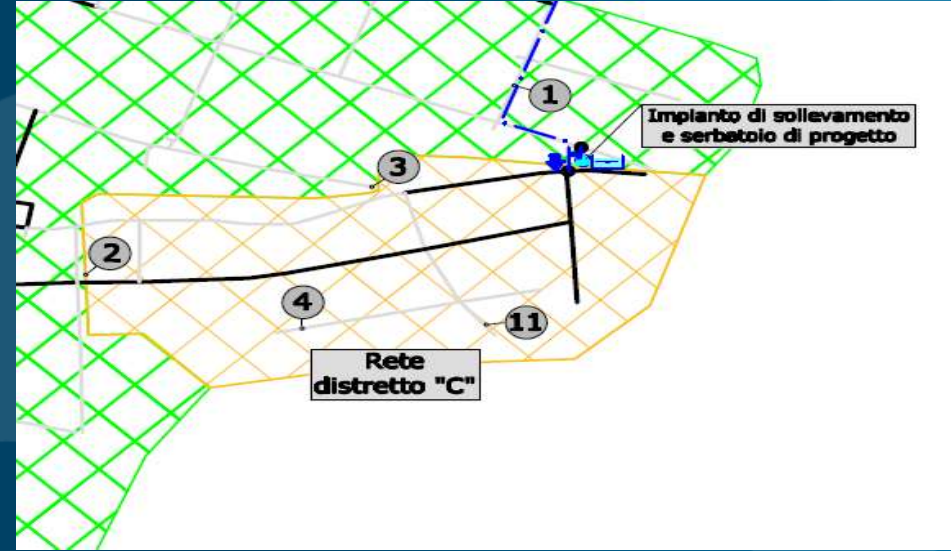 1
Impianto di sollevamento
e serbatoio di progetto
3
2
4
11
Rete
distretto "C"